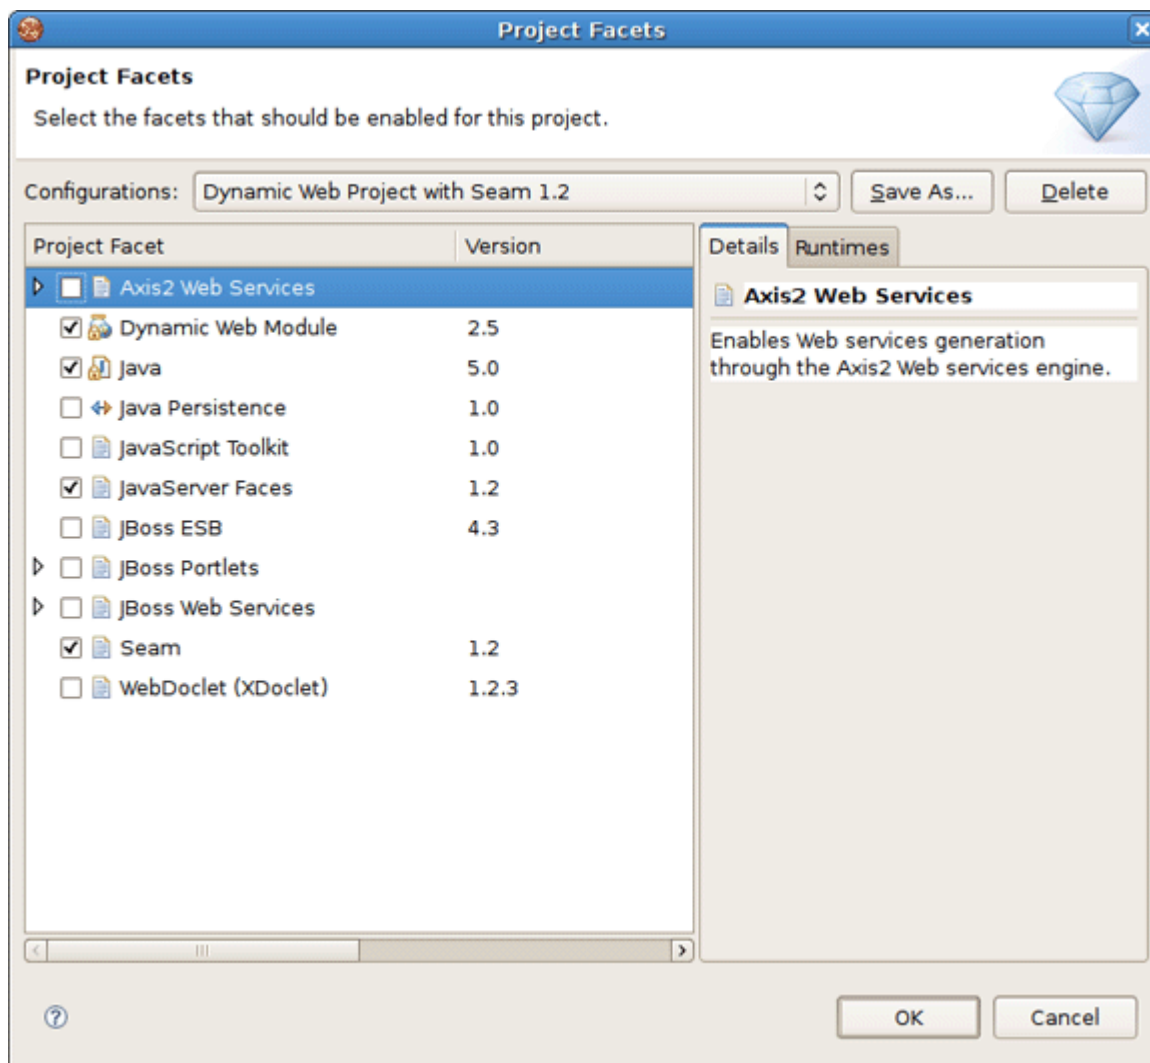 Project Facets
Project Facets
Select the facets that should be enabled for this project.
Configurations: Dynamic Web Project with Seam 1.2 Save As... Delete
Project Facet Version
Axis2 Web Services
Dynamic Web Module 2.5
Java 5.0
Java Persistence 1.0
JavaScript Toolkit 1.0
JavaServer Faces 1.2
JBoss ESB 4.3
JBoss Portlets
JBoss Web Services
Seam 1.2
WebDoclet (XDoclet) 1.2.3
Details Runtimes
Axis2 Web Services
Enables Web services generation
through the Axis2 Web services engine.
OK Cancel